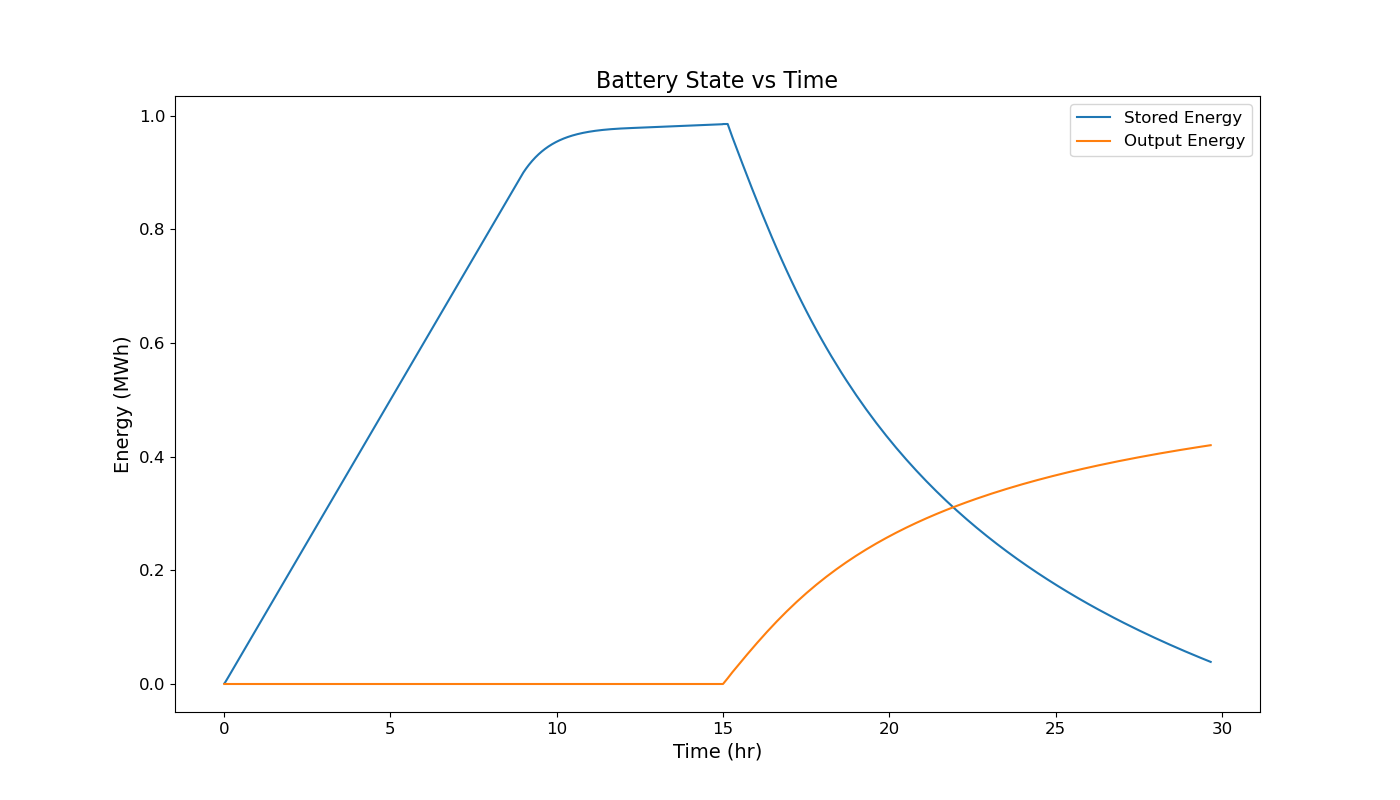 Battery State vs Time
Stored Energy
Output Energy
Energy (MWh)
1.0
0.8
0.6
0.4
0.2
0.0
0 5 10 15 20 25 30
Time (hr)